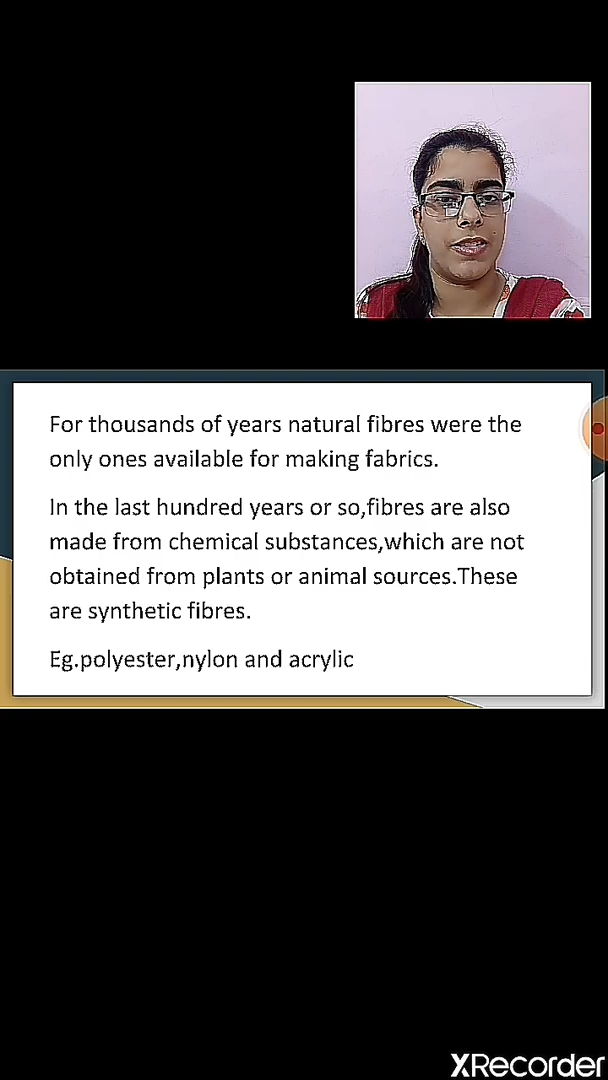 For thousands of years natural fibres were the
only ones available for making fabrics.
In the last hundred years or so,fibres are also
made from chemical substances,which are not
obtained from plants or animal sources.These
are synthetic fibres.
Eg.polyester,nylon and acrylic
XRecorder